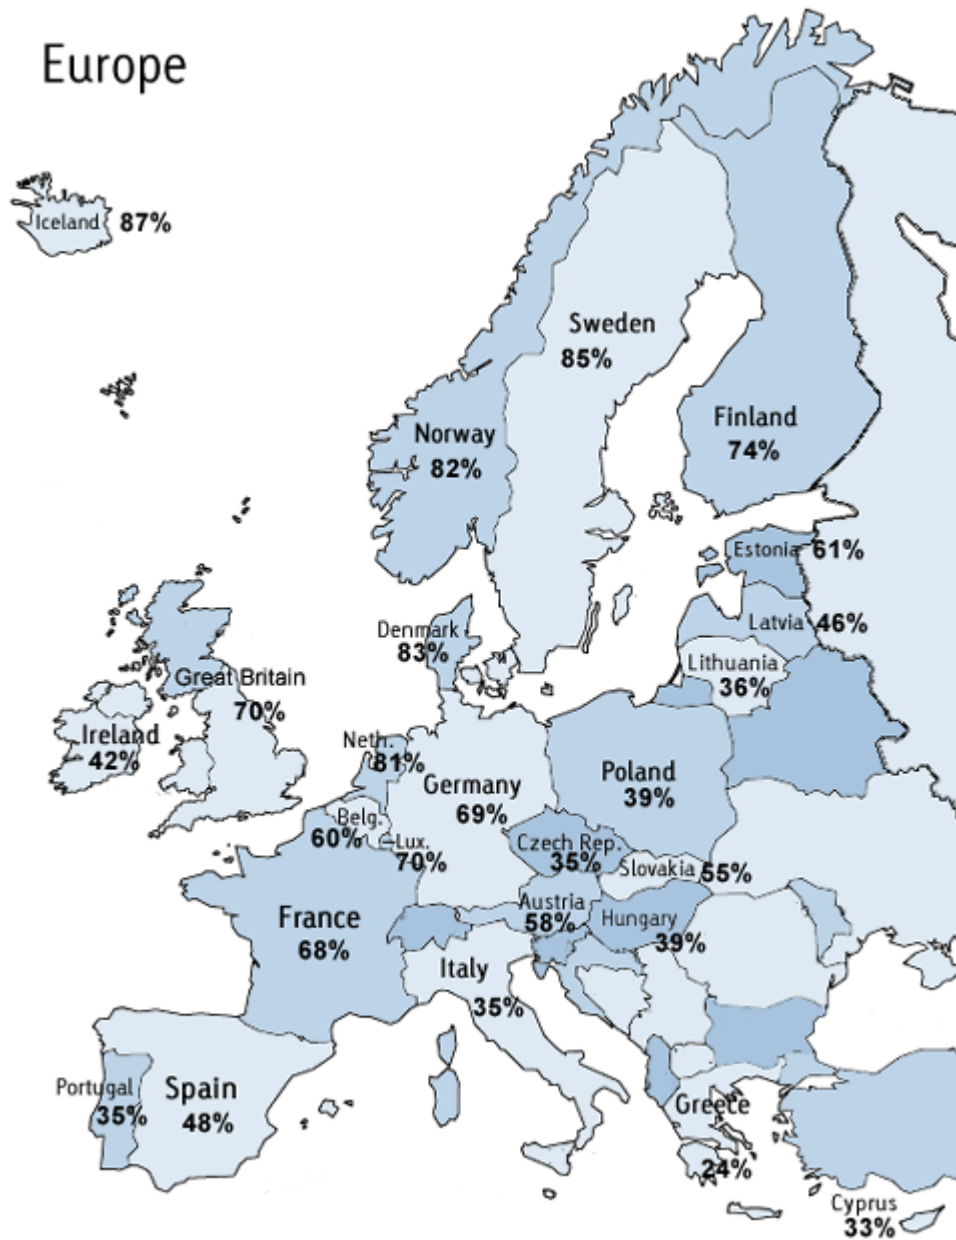 Europe
Iceland 87%
Sweden
85%
Finland
74%
Norway
82%
Estonia 61%
Latvia 46%
Denmark
83%
Lithuania
36%
Great Britain
70%
Ireland
42%
Neth.
81%
Germany
69%
Poland
39%
Belg.
60%
Lux.
70%
Czech Rep.
35%
Slovakia 55%
Austria
58%
Hungary
39%
France
68%
Italy
35%
Portugal
35%
Spain
48%
Greece
24%
Cyprus
33%